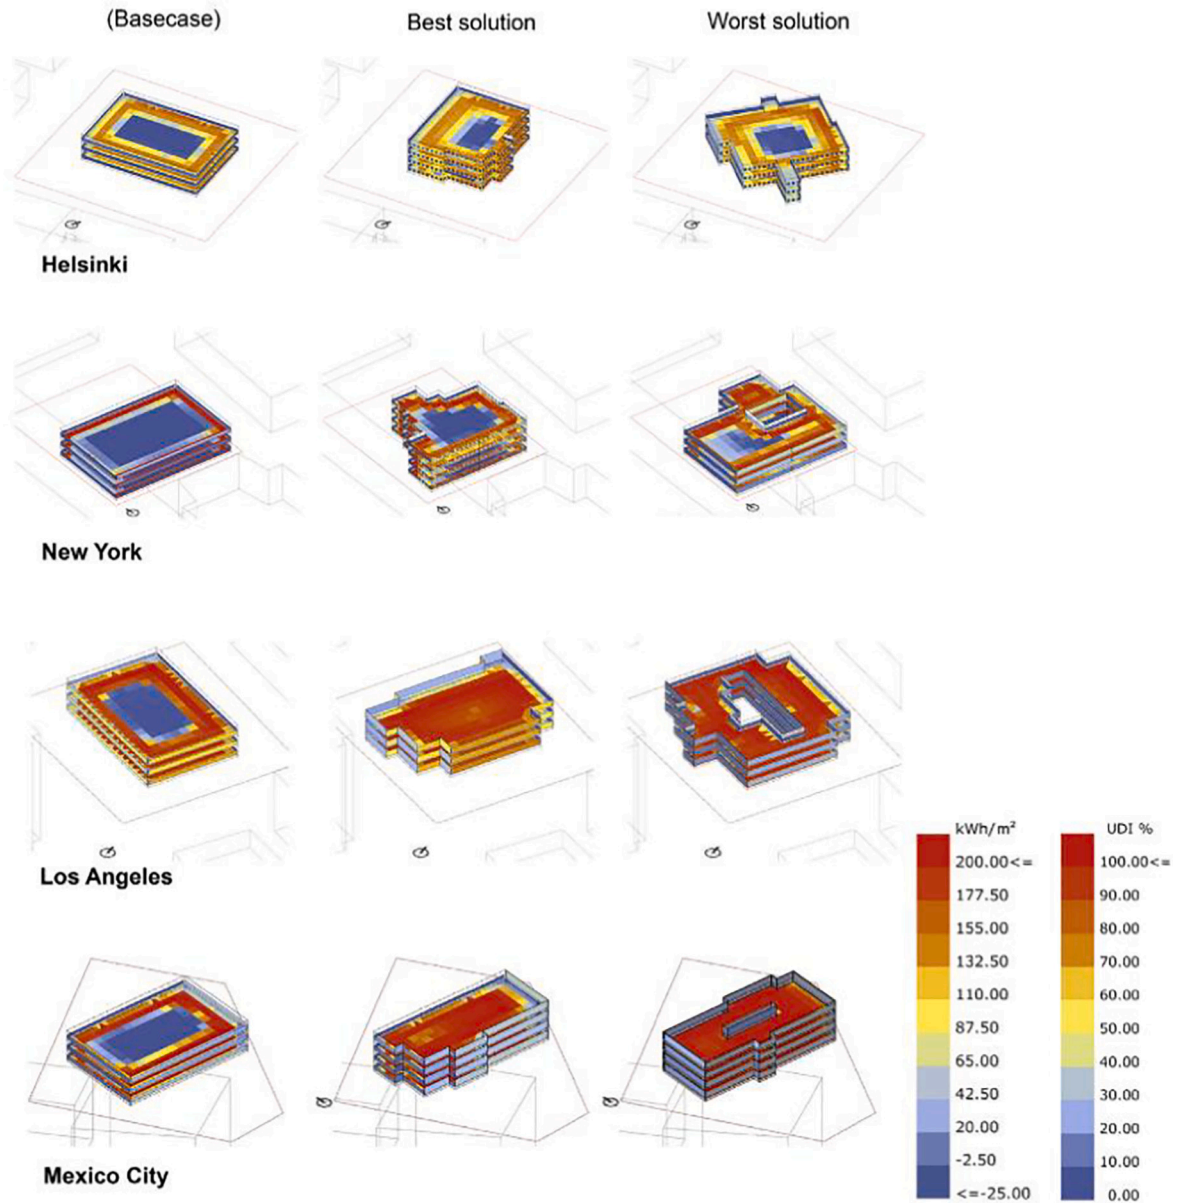 (Basecase)
Best solution
Worst solution
Helsinki
New York
Los Angeles
Mexico City
kWh/m²
200.00<=
177.50
155.00
132.50
110.00
87.50
65.00
42.50
20.00
-2.50
<=-25.00
UDI %
100.00<=
90.00
80.00
70.00
60.00
50.00
40.00
30.00
20.00
10.00
0.00